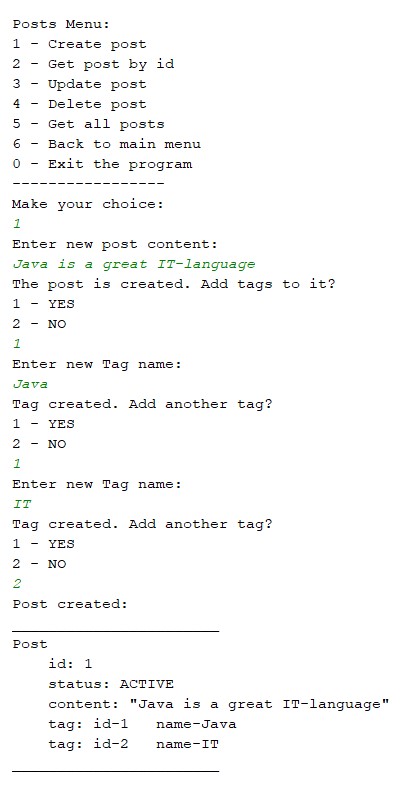 Posts Menu:
1 - Create post
2 - Get post by id
3 - Update post
4 - Delete post
5 - Get all posts
6 - Back to main menu
0 - Exit the program
-----------------
Make your choice:
1
Enter new post content:
Java is a great IT-language
The post is created. Add tags to it?
1 - YES
2 - NO
1
Enter new Tag name:
Java
Tag created. Add another tag?
1 - YES
2 - NO
1
Enter new Tag name:
IT
Tag created. Add another tag?
1 - YES
2 - NO
2
Post created:
_______________________
Post
    id: 1
    status: ACTIVE
    content: "Java is a great IT-language"
    tag: id-1   name-Java
    tag: id-2   name-IT
_______________________